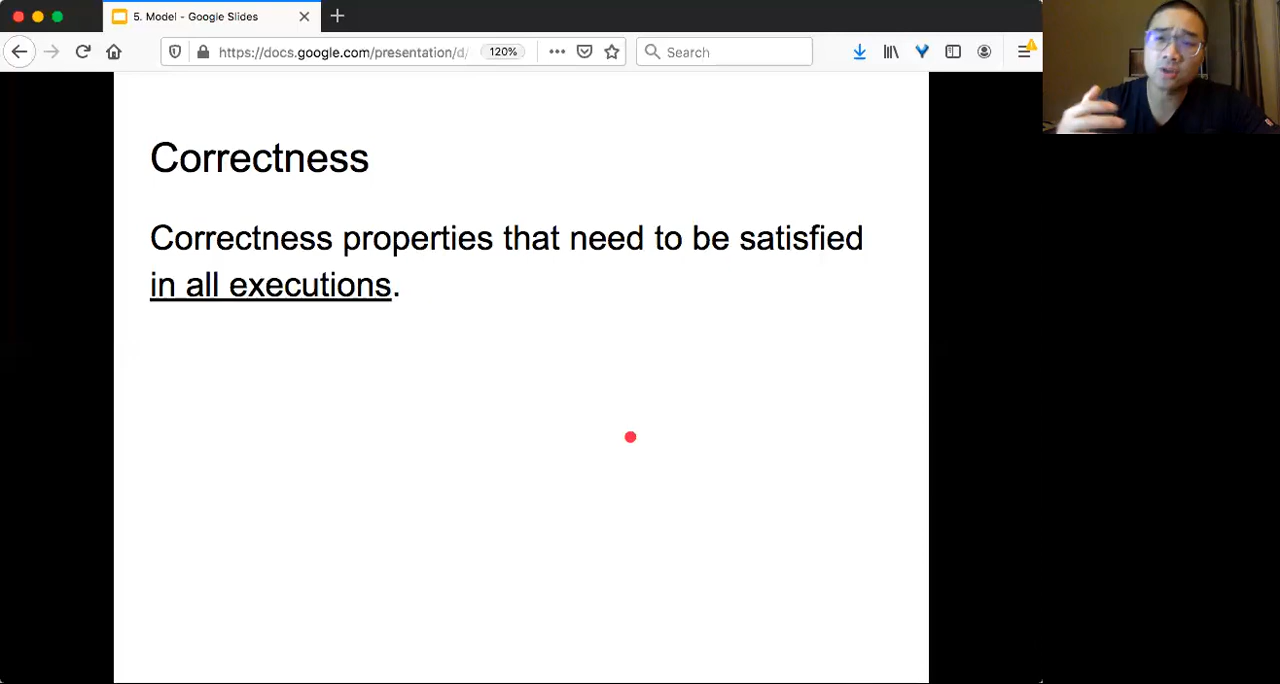 5. Model - Google Slides
https://docs.google.com/presentation/d/
120%
Search
Correctness
Correctness properties that need to be satisfied
in all executions.